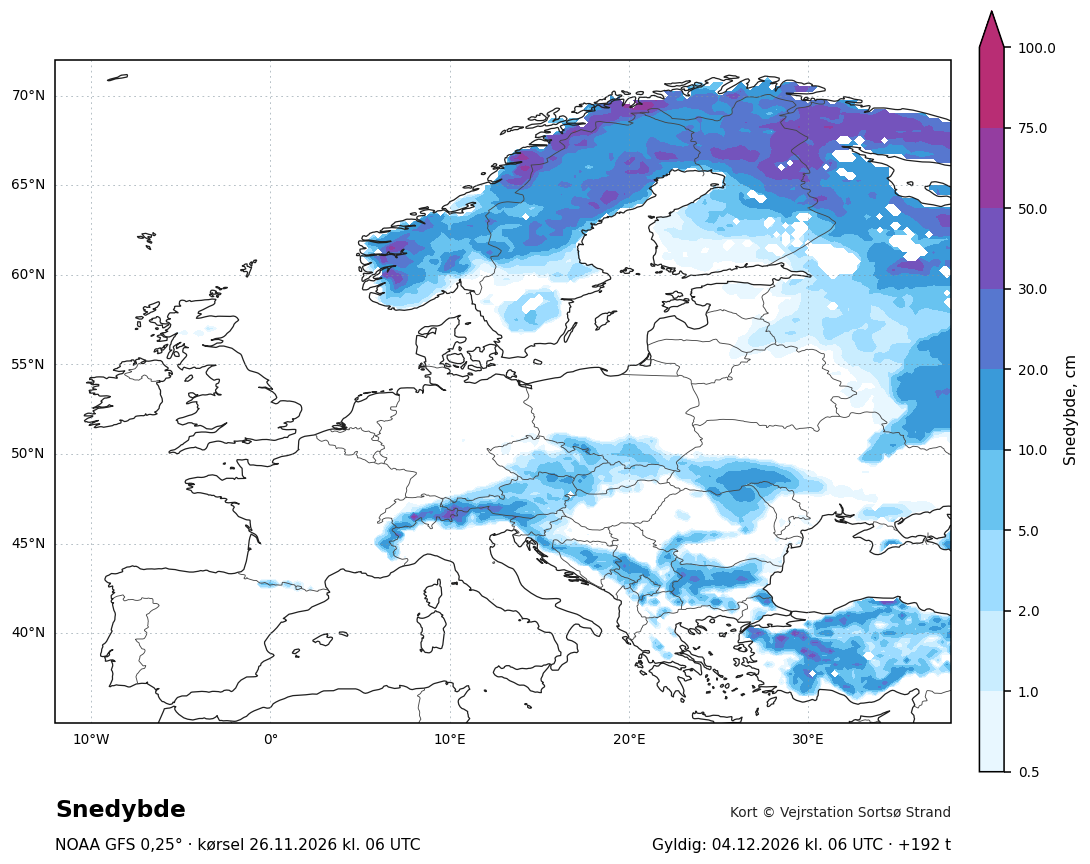 100.0
75.0
50.0
30.0
20.0
10.0
5.0
2.0
1.0
0.5
Snedybde, cm
70°N
65°N
60°N
55°N
50°N
45°N
40°N
10°W
0°
10°E
20°E
30°E
Snedybde
Kort © Vejrstation Sortsø Strand
NOAA GFS 0,25° · kørsel 26.11.2026 kl. 06 UTC
Gyldig: 04.12.2026 kl. 06 UTC · +192 t